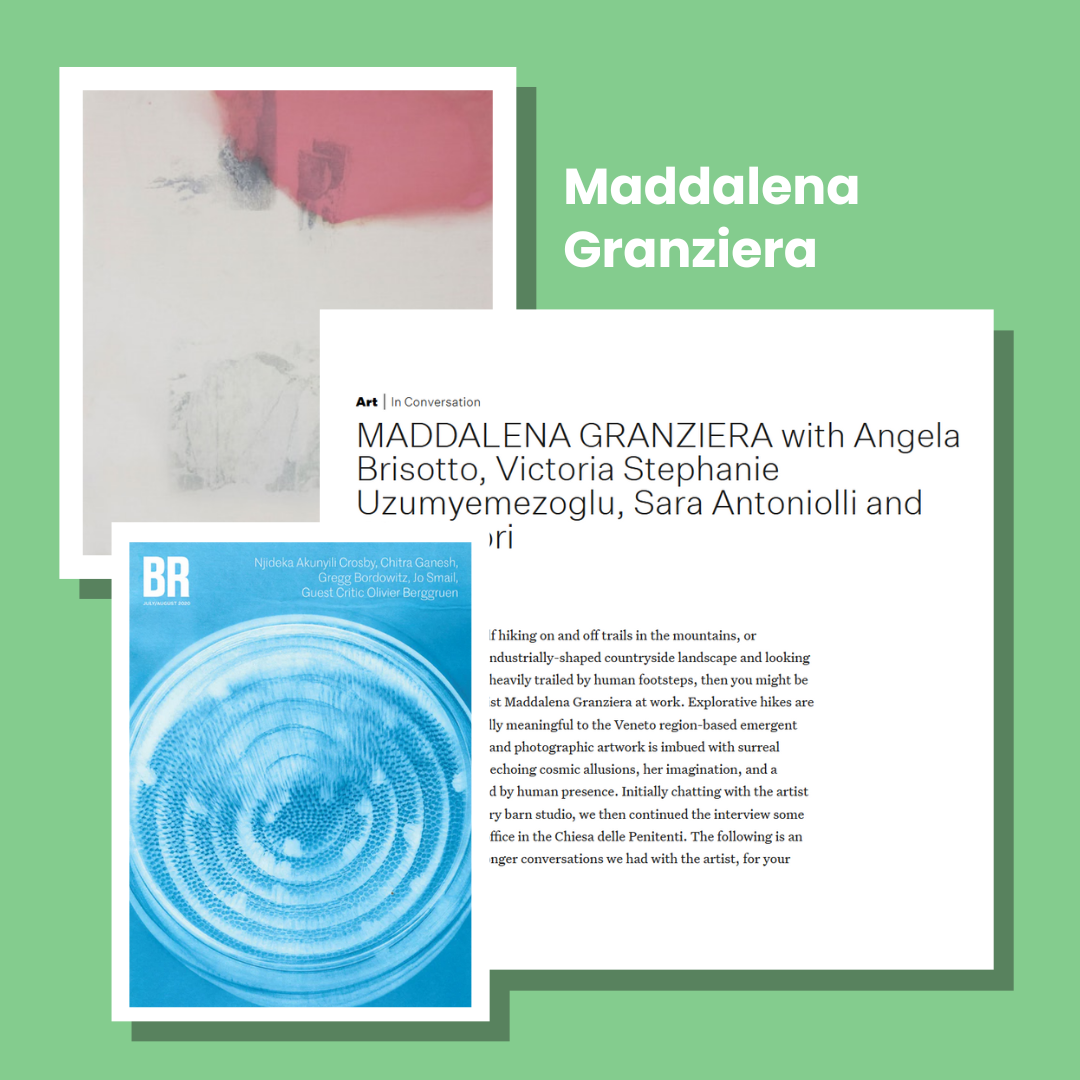 Maddalena
Granziera
Art | In Conversation
MADDALENA GRANZIERA with Angela
Brisotto, Victoria Stephanie
Uzumyemezoglu, Sara Antoniolli and
ori
lf hiking on and off trails in the mountains, or
ndustrially-shaped countryside landscape and looking
heavily trailed by human footsteps, then you might be
st Maddalena Granziera at work. Explorative hikes are
lly meaningful to the Veneto region-based emergent
and photographic artwork is imbued with surreal
echoing cosmic allusions, her imagination, and a
d by human presence. Initially chatting with the artist
ry barn studio, we then continued the interview some
ffice in the Chiesa delle Penitenti. The following is an
nger conversations we had with the artist, for your
BR
JULY/AUGUST 2020
Njideka Akunyili Crosby, Chitra Ganesh,
Gregg Bordowitz, Jo Smail,
Guest Critic Olivier Berggruen